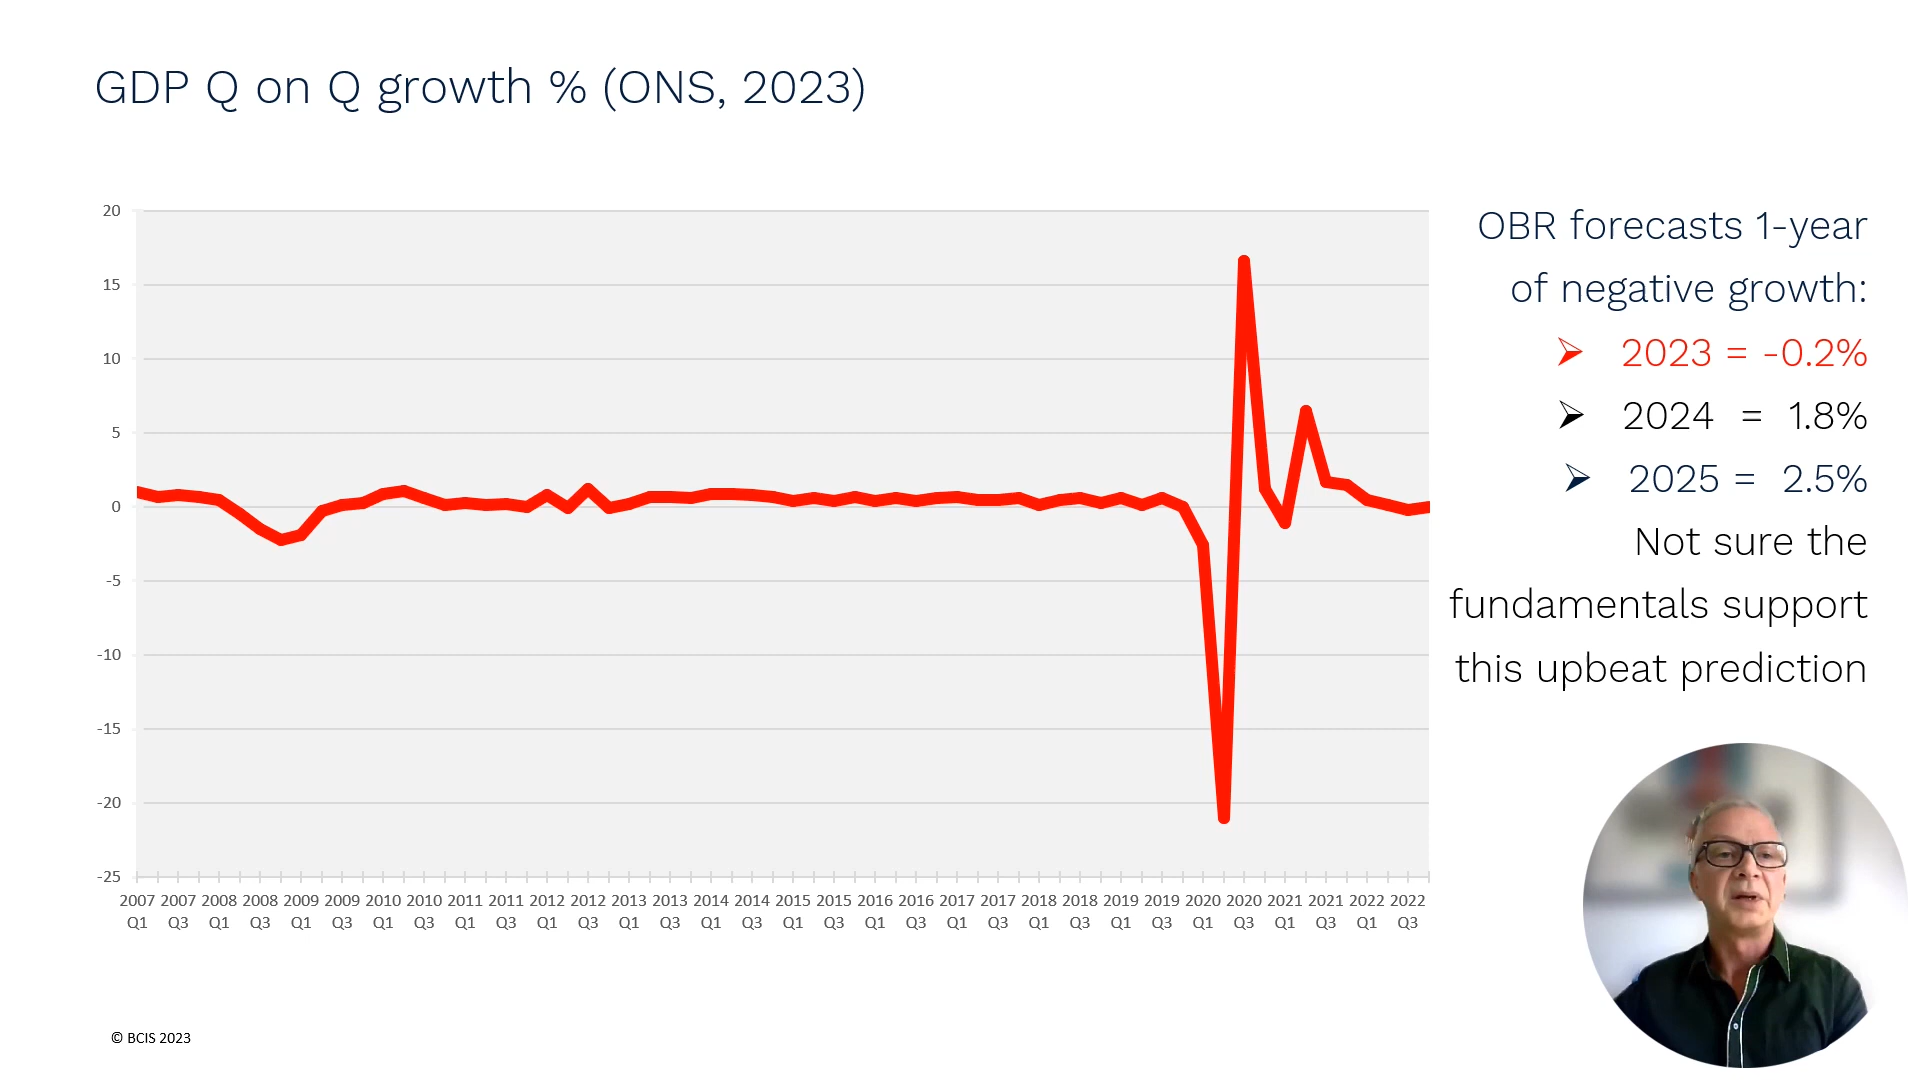 GDP Q on Q growth % (ONS, 2023)
20
15
10
5
0
-5
-10
-15
-20
-25
2007 2007 2008 2008 2009 2009 2010 2010 2011 2011 2012 2012 2013 2013 2014 2014 2015 2015 2016 2016 2017 2017 2018 2018 2019 2019 2020 2020 2021 2021 2022 2022
Q1 Q3 Q1 Q3 Q1 Q3 Q1 Q3 Q1 Q3 Q1 Q3 Q1 Q3 Q1 Q3 Q1 Q3 Q1 Q3 Q1 Q3 Q1 Q3 Q1 Q3 Q1 Q3 Q1 Q3 Q1 Q3
OBR forecasts 1-year
of negative growth:
➢ 2023 = -0.2%
➢ 2024 = 1.8%
➢ 2025 = 2.5%
Not sure the
fundamentals support
this upbeat prediction
© BCIS 2023